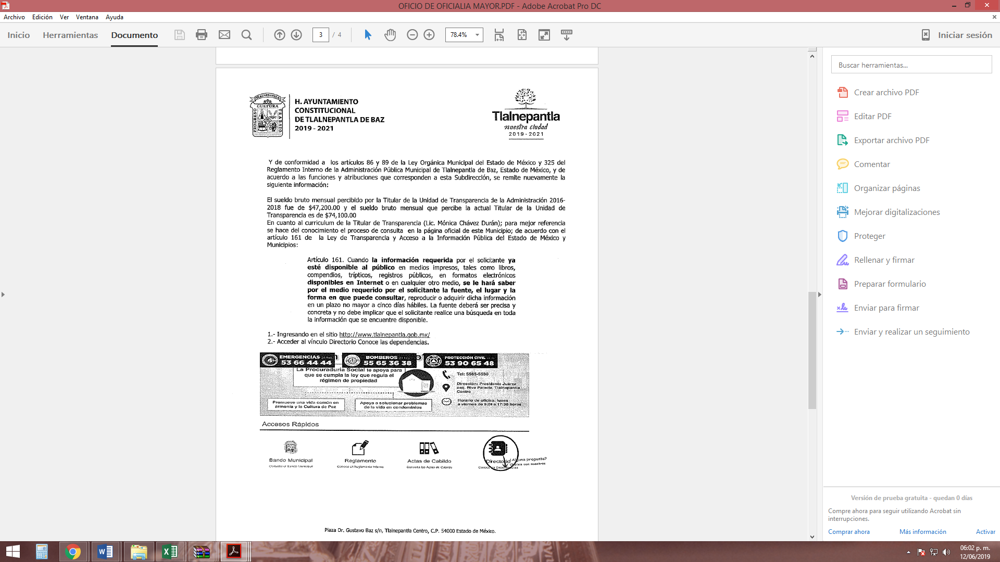 OFICIO DE OFICIALIA MAYOR.PDF - Adobe Acrobat Pro DC
Archivo Edición Ver Ventana Ayuda
Inicio Herramientas Documento 3 / 4 78.4% Iniciar sesión
Buscar herramientas...
Crear archivo PDF
Editar PDF
Exportar archivo PDF
Comentar
Organizar páginas
Mejorar digitalizaciones
Proteger
Rellenar y firmar
Preparar formulario
Enviar para firmar
Enviar y realizar un seguimiento
Versión de prueba gratuita - quedan 0 días
Compre ahora para seguir utilizando Acrobat sin
interrupciones.
Comprar ahora Más información Activar
TLALNEPANTLA
CULTURA
PROGRESO
TRABAJO
H. AYUNTAMIENTO
CONSTITUCIONAL
DE TLALNEPANTLA DE BAZ
2019 - 2021
Tlalnepantla
nuestra ciudad
2019-2021
Y de conformidad a los artículos 86 y 89 de la Ley Orgánica Municipal del Estado de México y 325 del
Reglamento Interno de la Administración Pública Municipal de Tlalnepantla de Baz, Estado de México, y de
acuerdo a las funciones y atribuciones que corresponden a esta Subdirección, se remite nuevamente la
siguiente información:
El sueldo bruto mensual percibido por la Titular de la Unidad de Transparencia de la Administración 2016-
2018 fue de $47,200.00 y el sueldo bruto mensual que percibe la actual Titular de la Unidad de
Transparencia es de $74,100.00
En cuanto al curriculum de la Titular de Transparencia (Lic. Mónica Chávez Durán); para mejor referencia
se hace del conocimiento el proceso de consulta en la página oficial de este Municipio; de acuerdo con el
artículo 161 de la Ley de Transparencia y Acceso a la Información Pública del Estado de México y
Municipios:
Artículo 161. Cuando la información requerida por el solicitante ya
esté disponible al público en medios impresos, tales como libros,
compendios, trípticos, registros públicos, en formatos electrónicos
disponibles en Internet o en cualquier otro medio, se le hará saber
por el medio requerido por el solicitante la fuente, el lugar y la
forma en que puede consultar, reproducir o adquirir dicha información
en un plazo no mayor a cinco días hábiles. La fuente deberá ser precisa y
concreta y no debe implicar que el solicitante realice una búsqueda en toda
la información que se encuentre disponible.
1.- Ingresando en el sitio http://www.tlalnepantla.gob.mx/
2.- Acceder al vínculo Directorio Conoce las dependencias.
EMERGENCIAS
53 66 44 44
BOMBEROS
55 65 36 38
PROTECCIÓN CIVIL
53 90 65 48
La Procuraduría Social te apoya para
que se cumpla la ley que regula el
régimen de propiedad
Promueve una vida común en
armonía y la Cultura de Paz
Apoya a solucionar problemas
de la vida en condominios
Tel: 5565-5530
Dirección: Presidente Juárez
esq. Riva Palacio, Tlalnepantla
Centro
Horario de oficina: lunes
a viernes de 9:00 a 17:30 horas
Accesos Rápidos
Bando Municipal
Consulta el Bando Municipal
Reglamento
Conoce el Reglamento Interno
Actas de Cabildo
Consulta las Actas de Cabildo
Directorio
¿Alguna pregunta?
con nosotros
Plaza Dr. Gustavo Baz s/n, Tlalnepantla Centro, C.P. 54000 Estado de México.
06:02 p. m.
12/06/2019